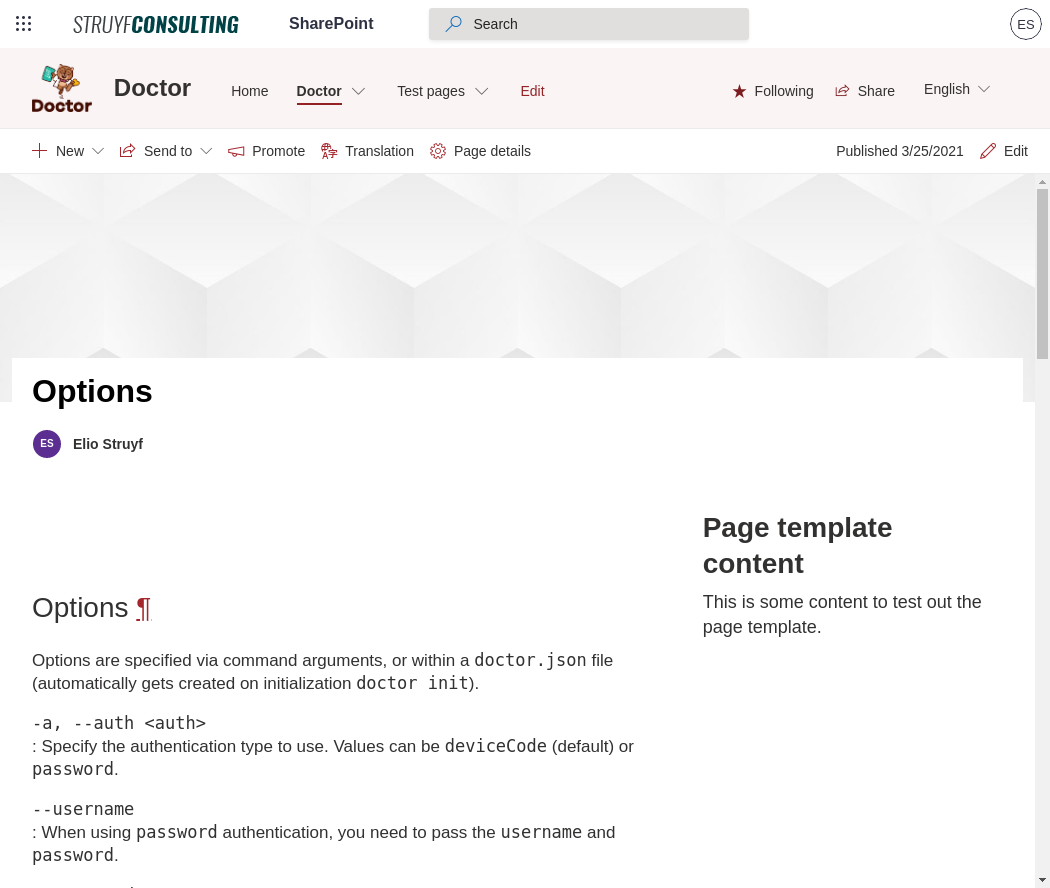 STRUYFCONSULTING
SharePoint
Search
ES
Doctor
Doctor
Home
Doctor
Test pages
Edit
Following
Share
English
New
Send to
Promote
Translation
Page details
Published 3/25/2021
Edit
Options
ES
Elio Struyf
Options ¶
Options are specified via command arguments, or within a doctor.json file
(automatically gets created on initialization doctor init).
-a, --auth <auth>
: Specify the authentication type to use. Values can be deviceCode (default) or
password.
--username
: When using password authentication, you need to pass the username and
password.
Page template
content
This is some content to test out the
page template.